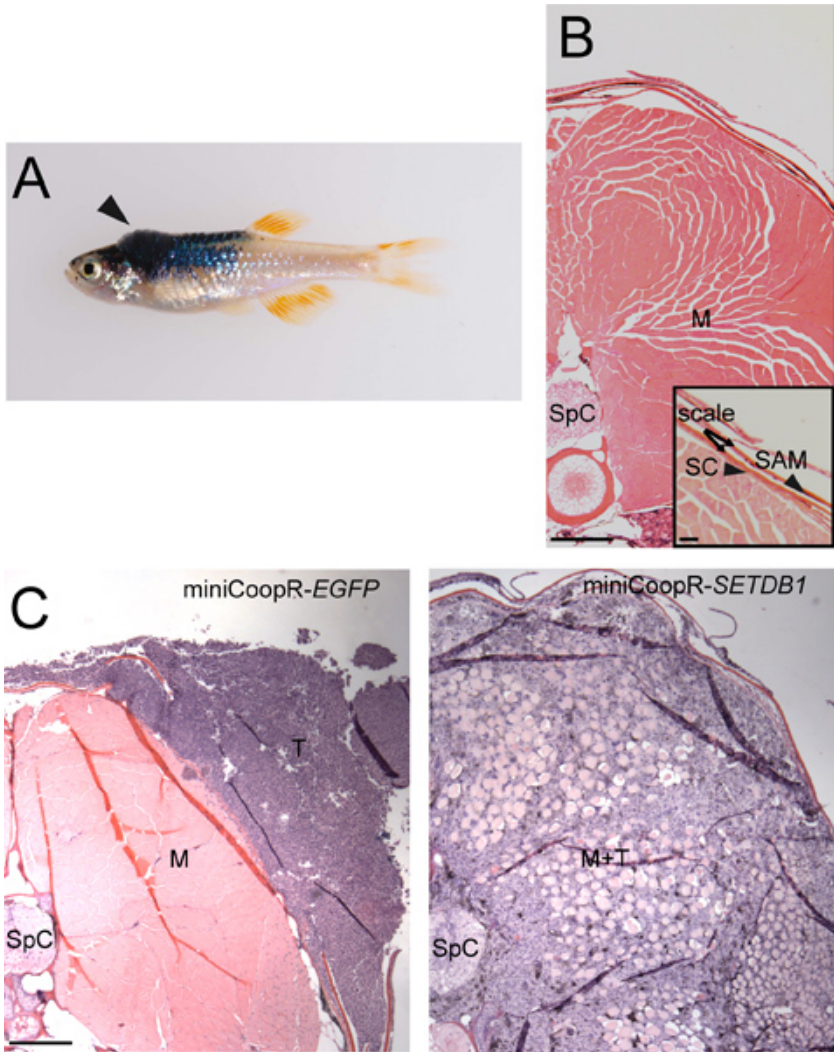 A
B
M
SpC
scale
SC
SAM
C
miniCoopR-EGFP
T
M
SpC
miniCoopR-SETDB1
M+T
SpC